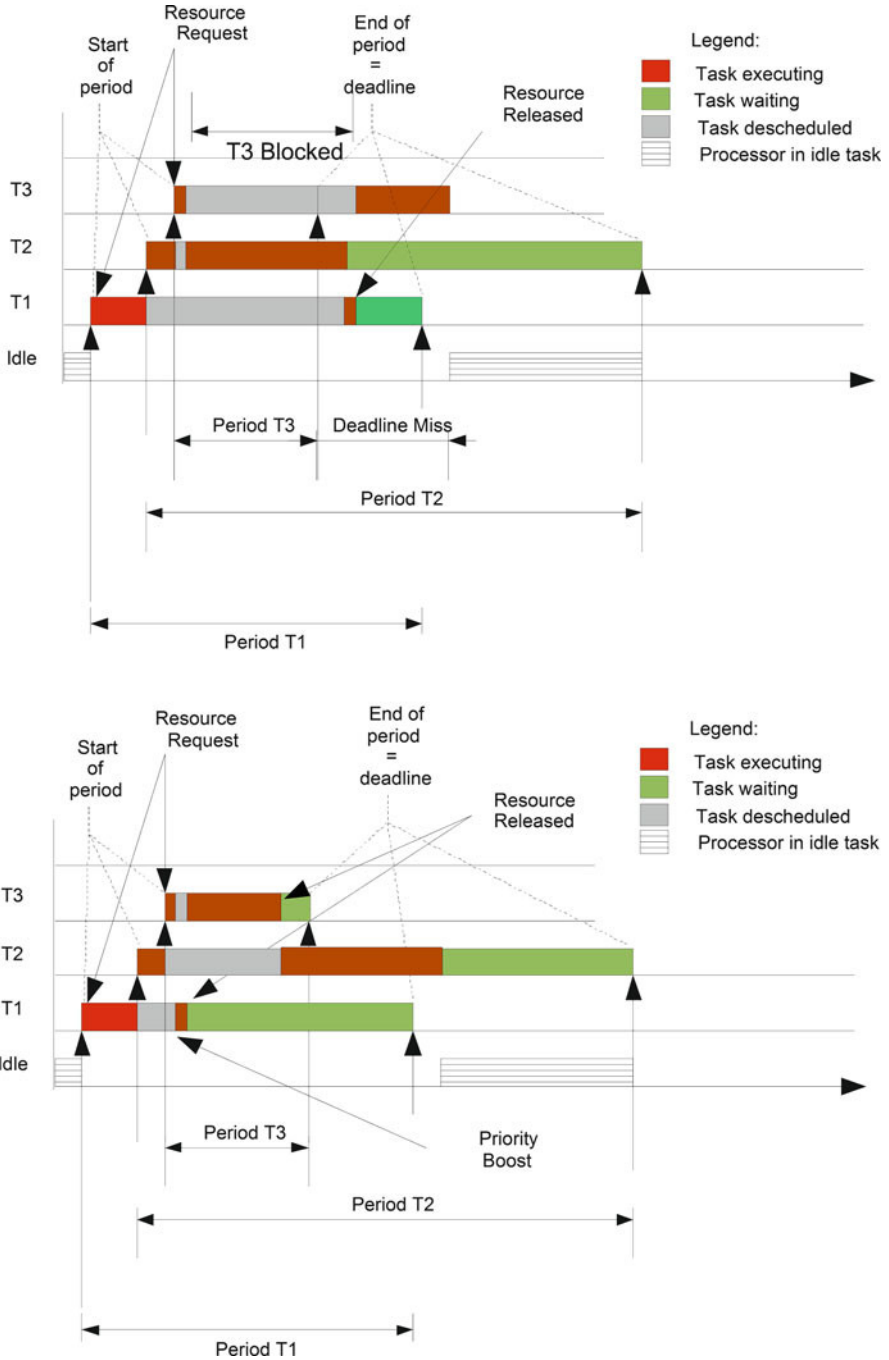 Resource
Request
Start
of
period
End of
period
=
deadline
Resource
Released
Legend:
Task executing
Task waiting
Task descheduled
Processor in idle task
T3 Blocked
T3
T2
T1
Idle
Period T3
Deadline Miss
Period T2
Period T1
Resource
Request
Start
of
period
End of
period
=
deadline
Resource
Released
Legend:
Task executing
Task waiting
Task descheduled
Processor in idle task
T3
T2
T1
Idle
Period T3
Priority
Boost
Period T2
Period T1